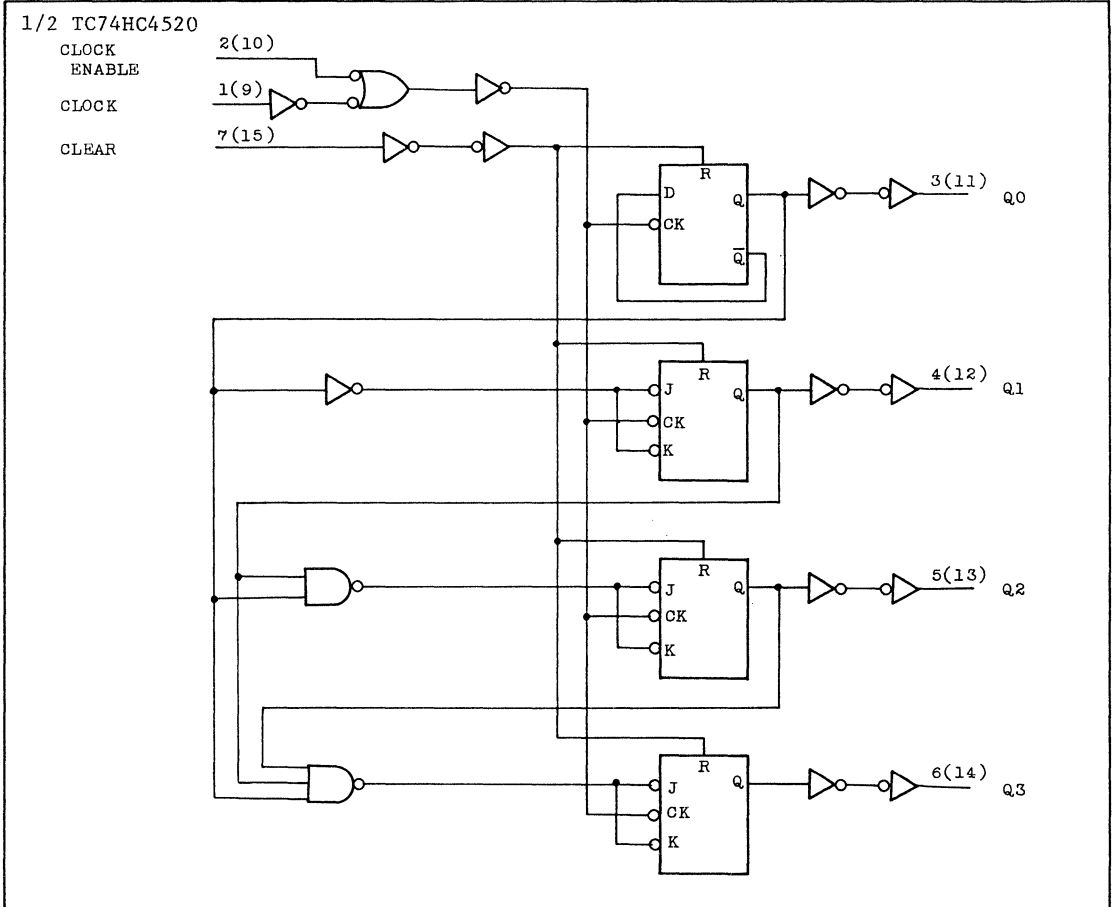 1/2 TC74HC4520
CLOCK ENABLE 2(10)
CLOCK 1(9)
CLEAR 7(15)
R
D
Q
CK
Q̅
3(11) Q0
R
J
Q
CK
K
4(12) Q1
R
J
Q
CK
K
5(13) Q2
R
J
Q
CK
K
6(14) Q3